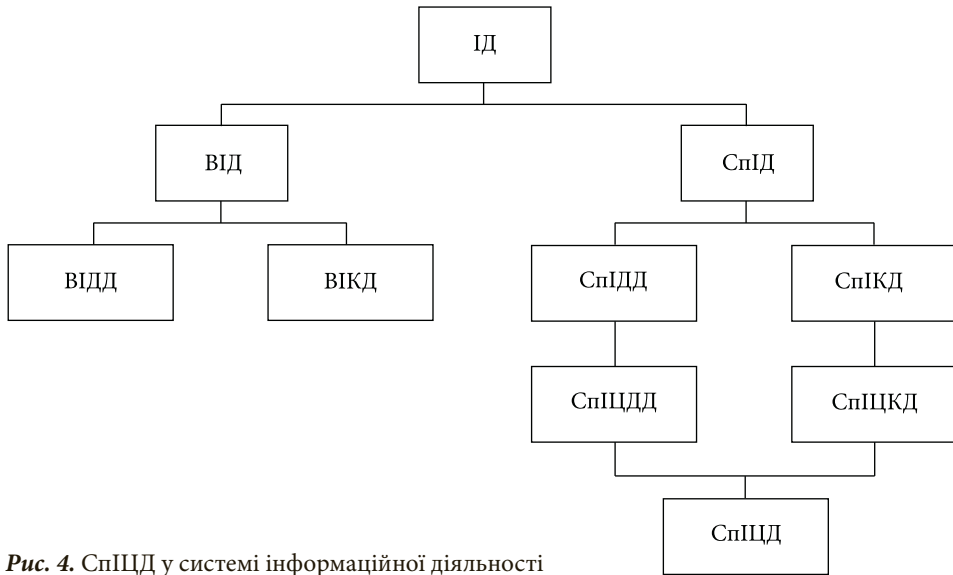 ІД
ВІД СпІД
ВІДД ВІКД СпІДД СпІКД
СпІЦДД СпІЦКД
СпІЦД
Рис. 4. СпІЦД у системі інформаційної діяльності